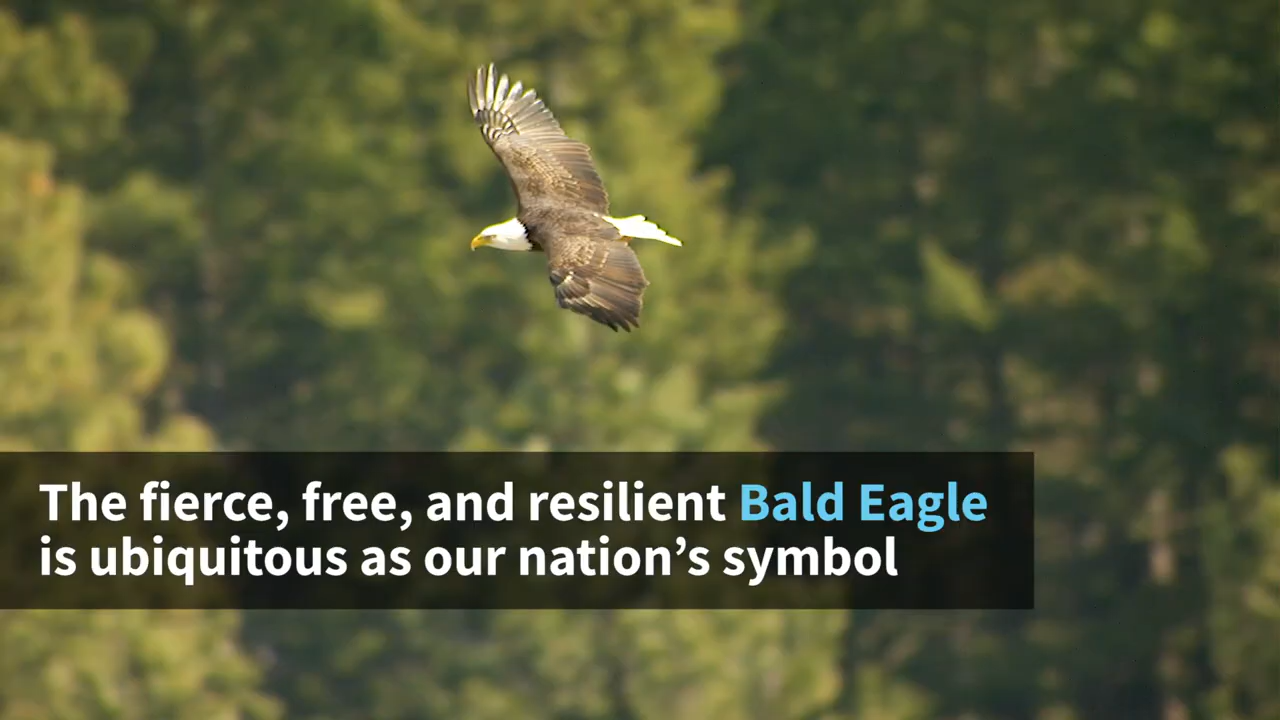 The fierce, free, and resilient Bald Eagle
is ubiquitous as our nation’s symbol